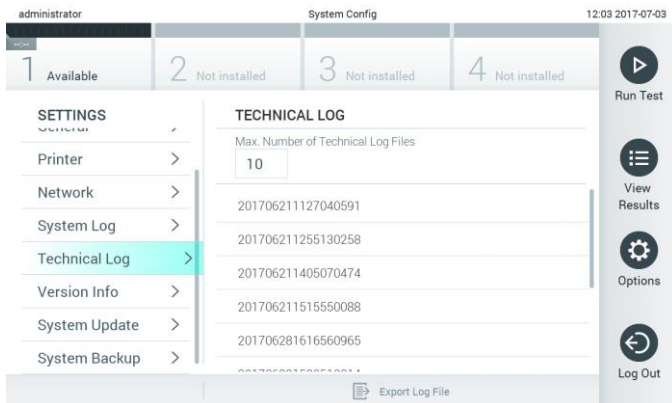 administrator System Config 12:03 2017-07-03
--:--
1 Available 2 Not installed 3 Not installed 4 Not installed
Run Test
SETTINGS
General
Printer
Network
System Log
Technical Log
Version Info
System Update
System Backup
TECHNICAL LOG
Max. Number of Technical Log Files
10
201706211127040591
201706211255130258
201706211405070474
201706211515550088
201706281616560965
Export Log File
View
Results
Options
Log Out